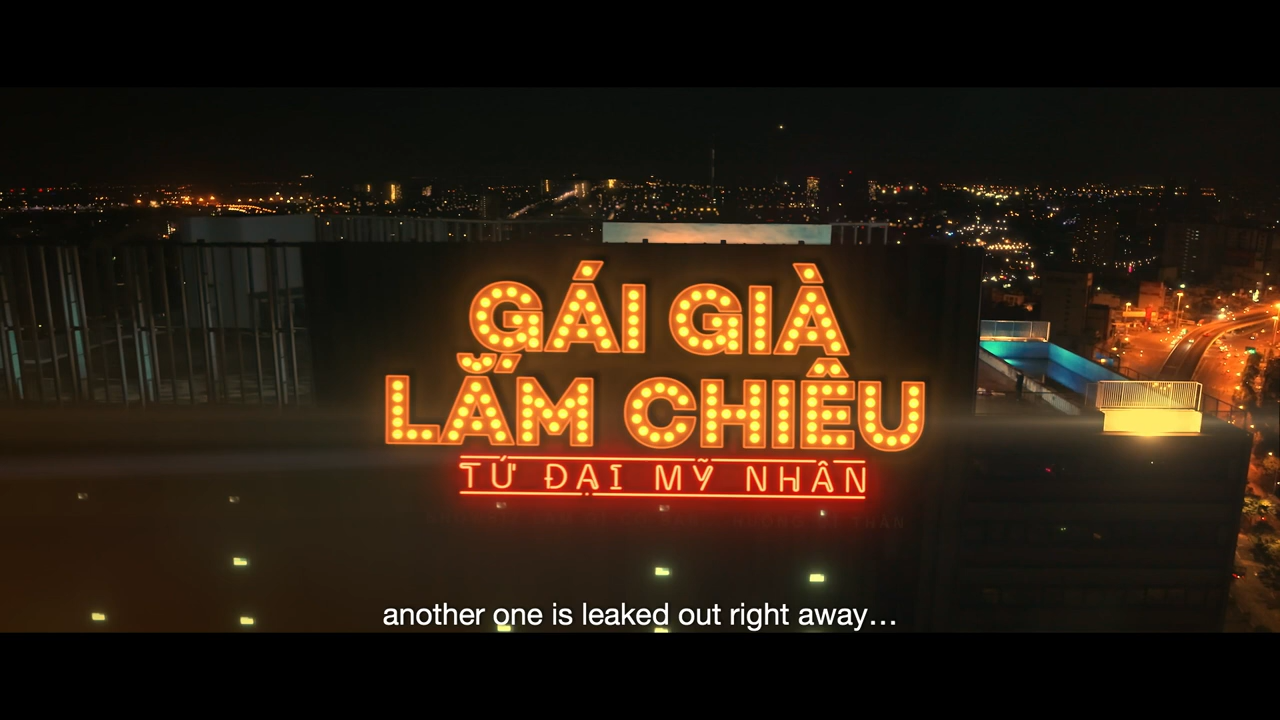 GÁI GIÀ
LẮM CHIÊU
TỨ ĐẠI MỸ NHÂN
another one is leaked out right away…